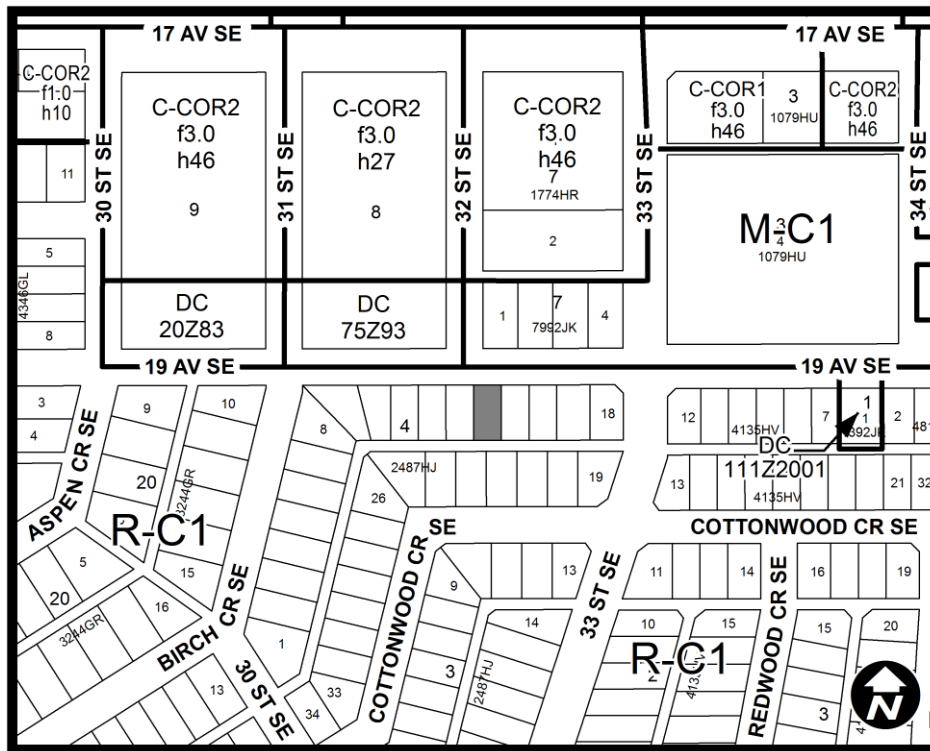 17 AV SE
17 AV SE
C-COR2
f1.0
h10
C-COR2
f3.0
h46
9
C-COR2
f3.0
h27
8
C-COR2
f3.0
h46
7
1774HR
2
C-COR1
f3.0
h46
3
1079HU
C-COR2
f3.0
h46
30 ST SE
31 ST SE
32 ST SE
33 ST SE
34 ST SE
11
M-C1
3
4
1079HU
5
4346GL
8
DC
20Z83
DC
75Z93
1
7
7992JK
4
19 AV SE
19 AV SE
3
4
9
10
8
4
18
12
4135HV
7
1
1
2
481
DC
111Z2001
ASPEN CR SE
20
3244GR
R-C1
15
26
2487HJ
19
13
4135HV
21
32
COTTONWOOD CR SE
5
20
3244GR
16
BIRCH CR SE
1
COTTONWOOD CR SE
9
13
11
14
16
19
33 ST SE
REDWOOD CR SE
14
10
15
15
20
R-C1
3
2487HJ
13
30 ST SE
33
34
3
N